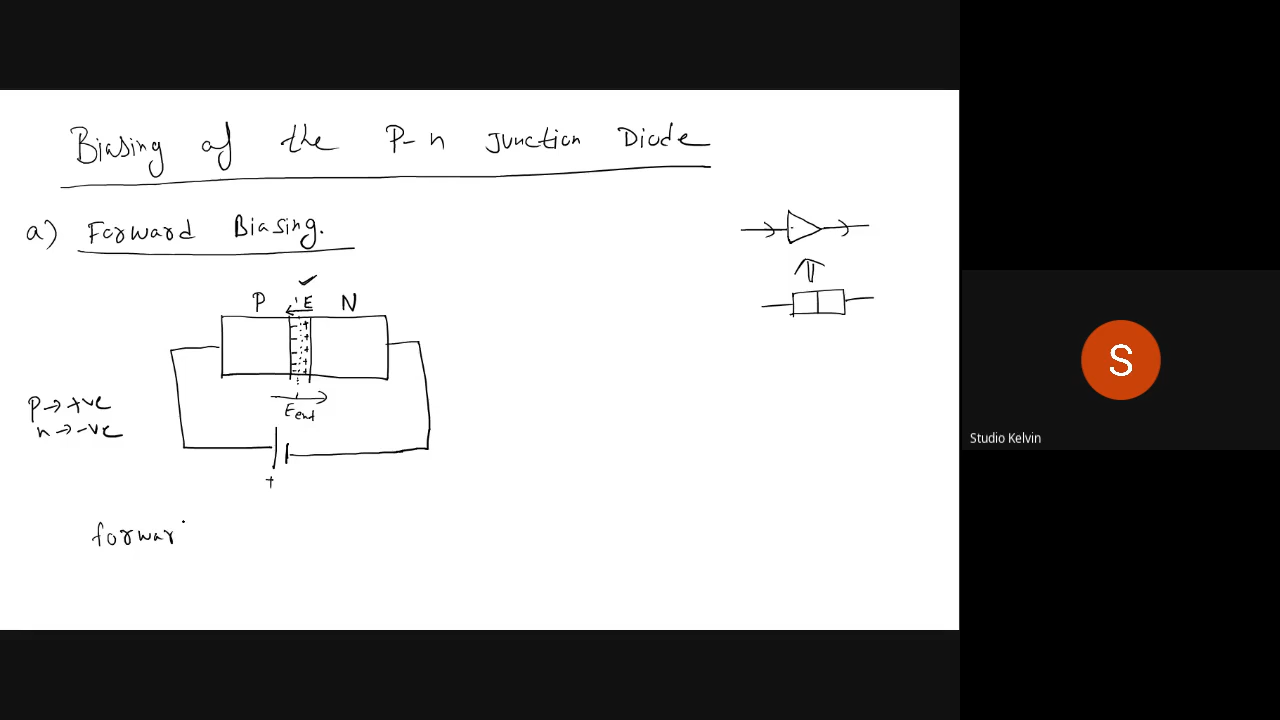 Biasing of the P-n Junction Diode
a) Forward Biasing.
P E N
P → +ve
n → -ve
Eext
+
forwar
S
Studio Kelvin